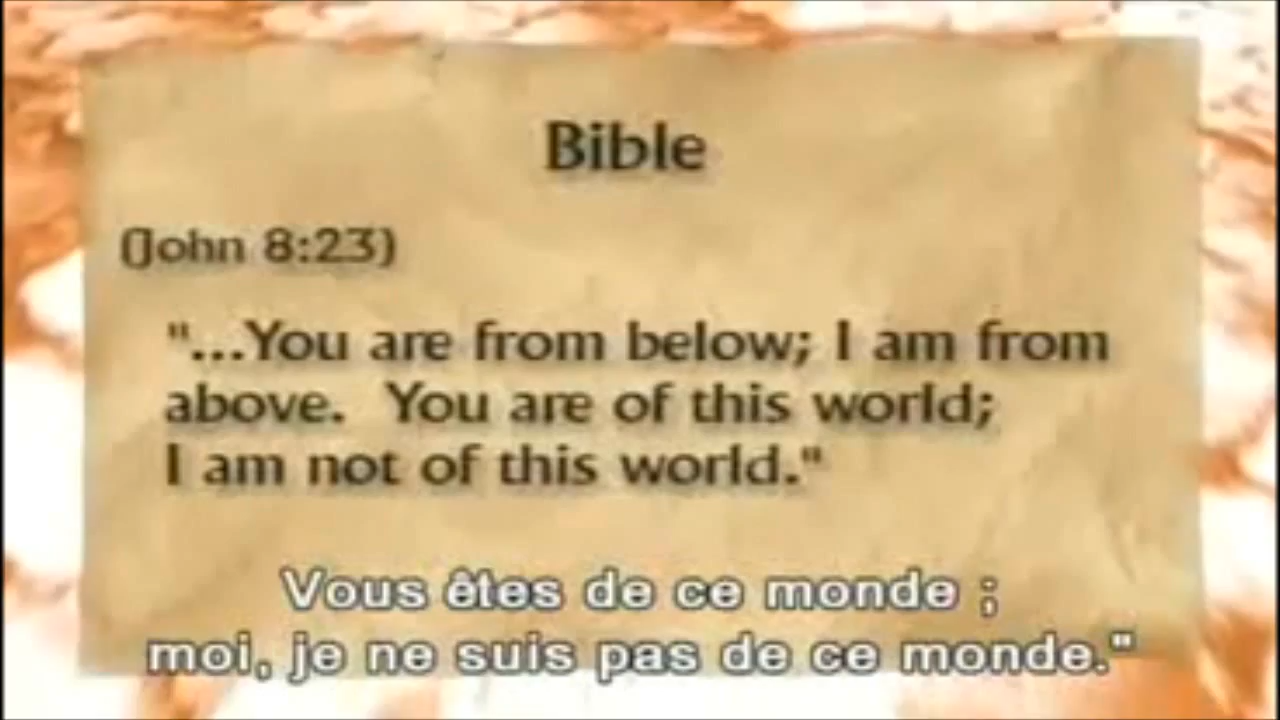 Bible
(John 8:23)
"...You are from below; I am from
above. You are of this world;
I am not of this world."
Vous êtes de ce monde ;
moi, je ne suis pas de ce monde."